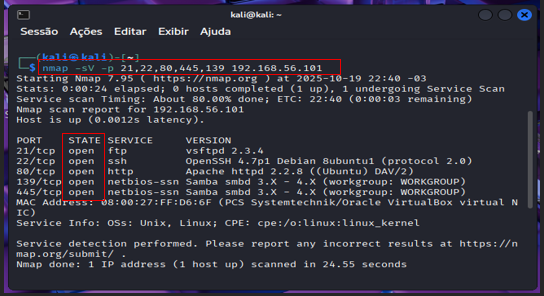 kali@kali: ~
Sessão Ações Editar Exibir Ajuda
(kali㉿kali)-[~]
$ nmap -sV -p 21,22,80,445,139 192.168.56.101
Starting Nmap 7.95 ( https://nmap.org ) at 2025-10-19 22:40 -03
Stats: 0:00:24 elapsed; 0 hosts completed (1 up), 1 undergoing Service Scan
Service scan Timing: About 80.00% done; ETC: 22:40 (0:00:03 remaining)
Nmap scan report for 192.168.56.101
Host is up (0.0012s latency).
PORT STATE SERVICE VERSION
21/tcp open ftp vsftpd 2.3.4
22/tcp open ssh OpenSSH 4.7p1 Debian 8ubuntu1 (protocol 2.0)
80/tcp open http Apache httpd 2.2.8 ((Ubuntu) DAV/2)
139/tcp open netbios-ssn Samba smbd 3.X - 4.X (workgroup: WORKGROUP)
445/tcp open netbios-ssn Samba smbd 3.X - 4.X (workgroup: WORKGROUP)
MAC Address: 08:00:27:FF:D6:6F (PCS Systemtechnik/Oracle VirtualBox virtual N
IC)
Service Info: OSs: Unix, Linux; CPE: cpe:/o:linux:linux_kernel
Service detection performed. Please report any incorrect results at https://n
map.org/submit/ .
Nmap done: 1 IP address (1 host up) scanned in 24.55 seconds